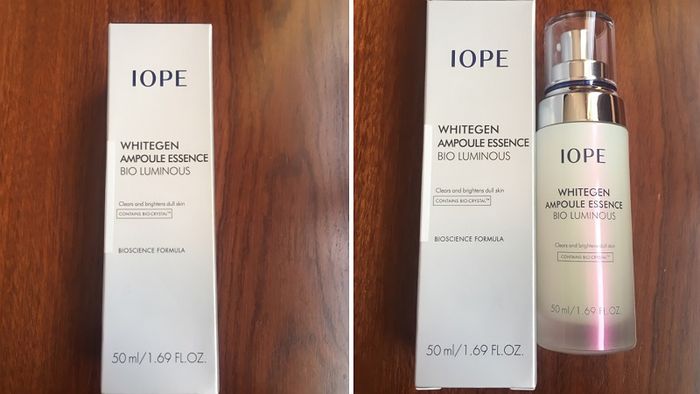 IOPE
WHITEGEN
AMPOULE ESSENCE
BIO LUMINOUS
Clears and brightens dull skin
CONTAINS BIO-CRYSTAL™
BIOSCIENCE FORMULA
50 ml/1.69 FL.OZ.
IOPE
WHITEGEN
AMPOULE ESSENCE
BIO LUMINOUS
Clears and brightens dull skin
CONTAINS BIO-CRYSTAL™
BIOSCIENCE FORMULA
50 ml/1.69 FL.OZ.
IOPE
WHITEGEN
AMPOULE ESSENCE
BIO LUMINOUS
Clears and brightens dull skin
CONTAINS BIO-CRYSTAL™
50 ml/1.69 FL.OZ.